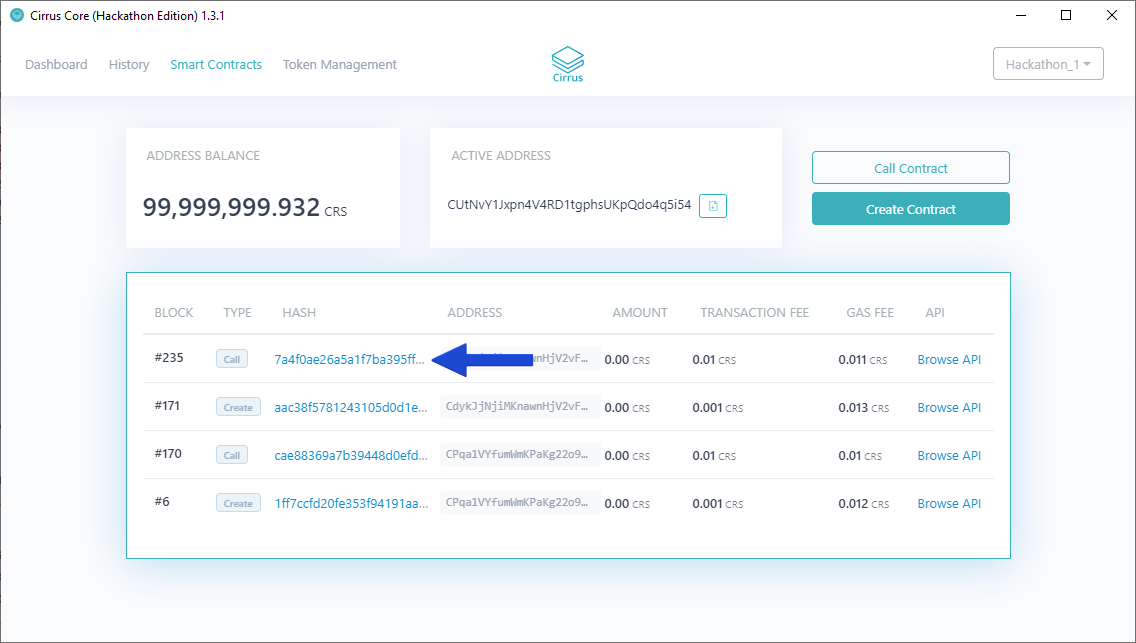 Cirrus Core (Hackathon Edition) 1.3.1
Dashboard History Smart Contracts Token Management Cirrus Hackathon_1
ADDRESS BALANCE
99,999,999.932 CRS
ACTIVE ADDRESS
CUtNvY1Jxpn4V4RD1tgphsUKpQdo4q5i54
Call Contract
Create Contract
BLOCK TYPE HASH ADDRESS AMOUNT TRANSACTION FEE GAS FEE API
#235 Call 7a4f0ae26a5a1f7ba395ff... 0.00 CRS 0.01 CRS 0.011 CRS Browse API
#171 Create aac38f5781243105d0d1e... CdykJjNjiMKnawnHjV2vF... 0.00 CRS 0.001 CRS 0.013 CRS Browse API
#170 Call cae88369a7b39448d0efd... CPqa1VYfumWmKPaKg22o9... 0.00 CRS 0.01 CRS 0.01 CRS Browse API
#6 Create 1ff7ccfd20fe353f94191aa... CPqa1VYfumWmKPaKg22o9... 0.00 CRS 0.001 CRS 0.012 CRS Browse API